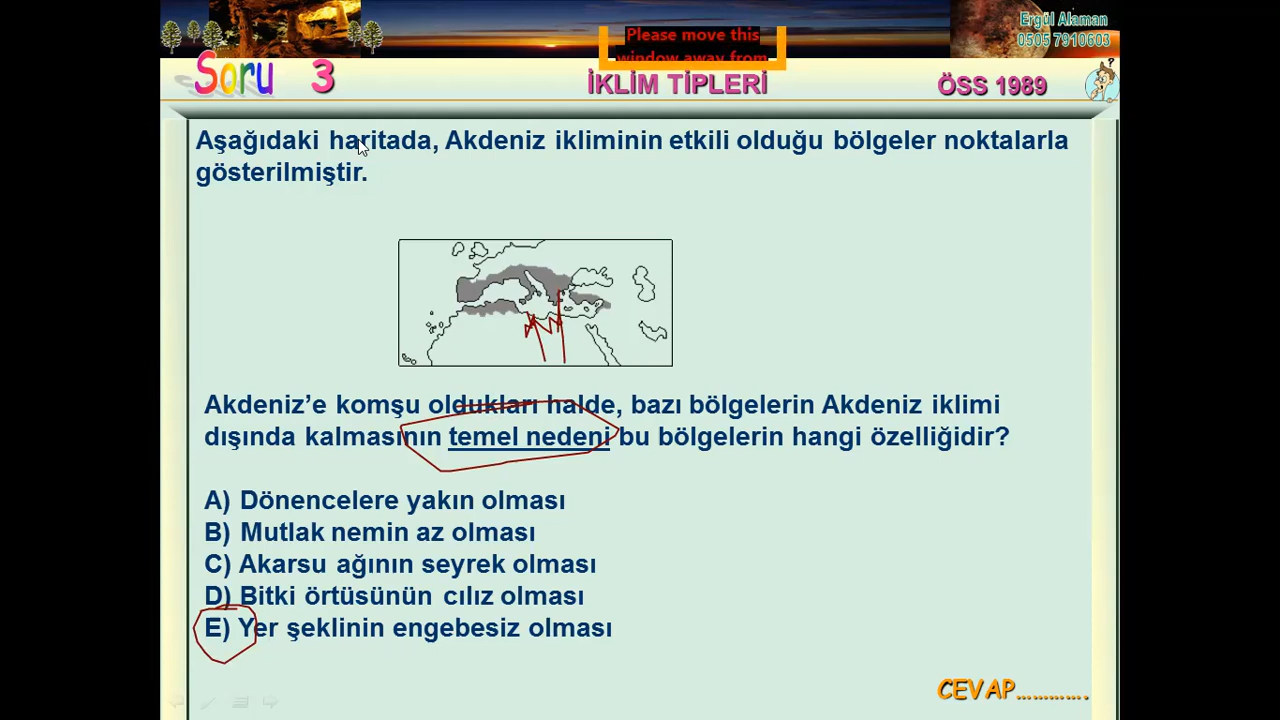 Ergül Alaman
0505 7910603
Please move this
window away from
Soru 3
İKLİM TİPLERİ
ÖSS 1989
Aşağıdaki haritada, Akdeniz ikliminin etkili olduğu bölgeler noktalarla
gösterilmiştir.
Akdeniz’e komşu oldukları halde, bazı bölgelerin Akdeniz iklimi
dışında kalmasının temel nedeni bu bölgelerin hangi özelliğidir?
A) Dönencelere yakın olması
B) Mutlak nemin az olması
C) Akarsu ağının seyrek olması
D) Bitki örtüsünün cılız olması
E) Yer şeklinin engebesiz olması
CEVAP............